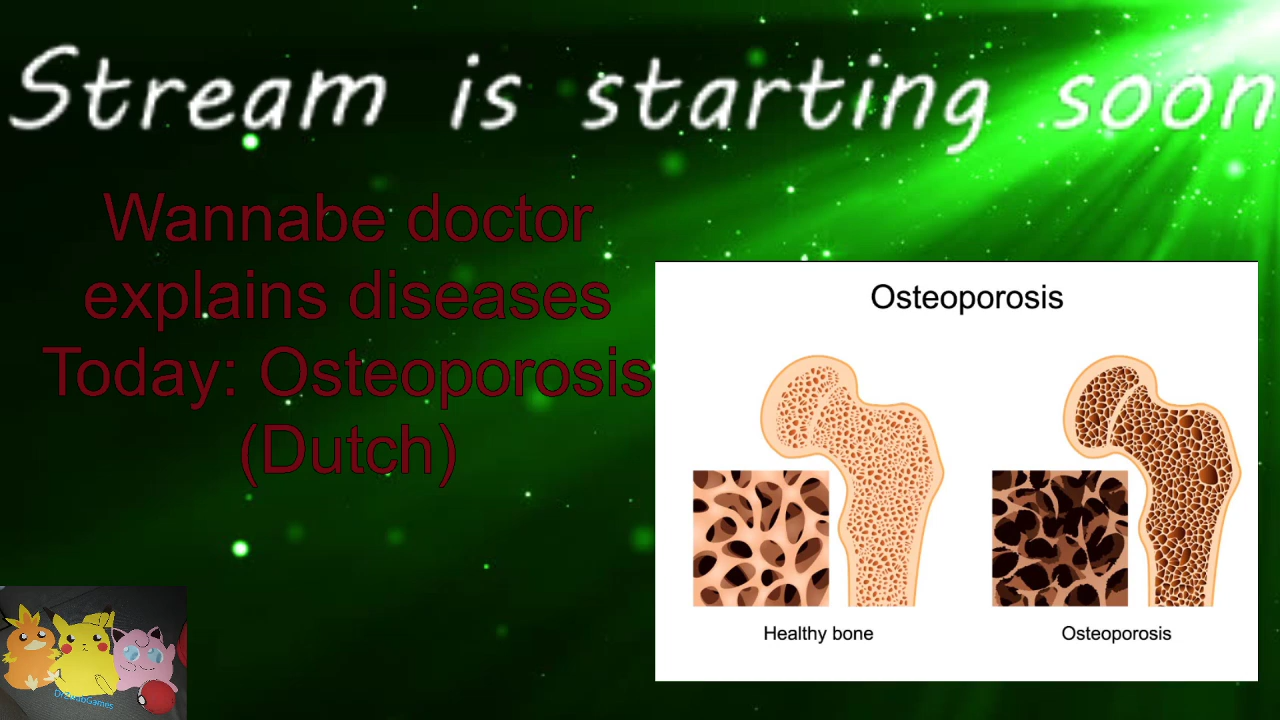 Stream is starting soon
Wannabe doctor
explains diseases
Today: Osteoporosis
(Dutch)
Osteoporosis
Healthy bone
Osteoporosis